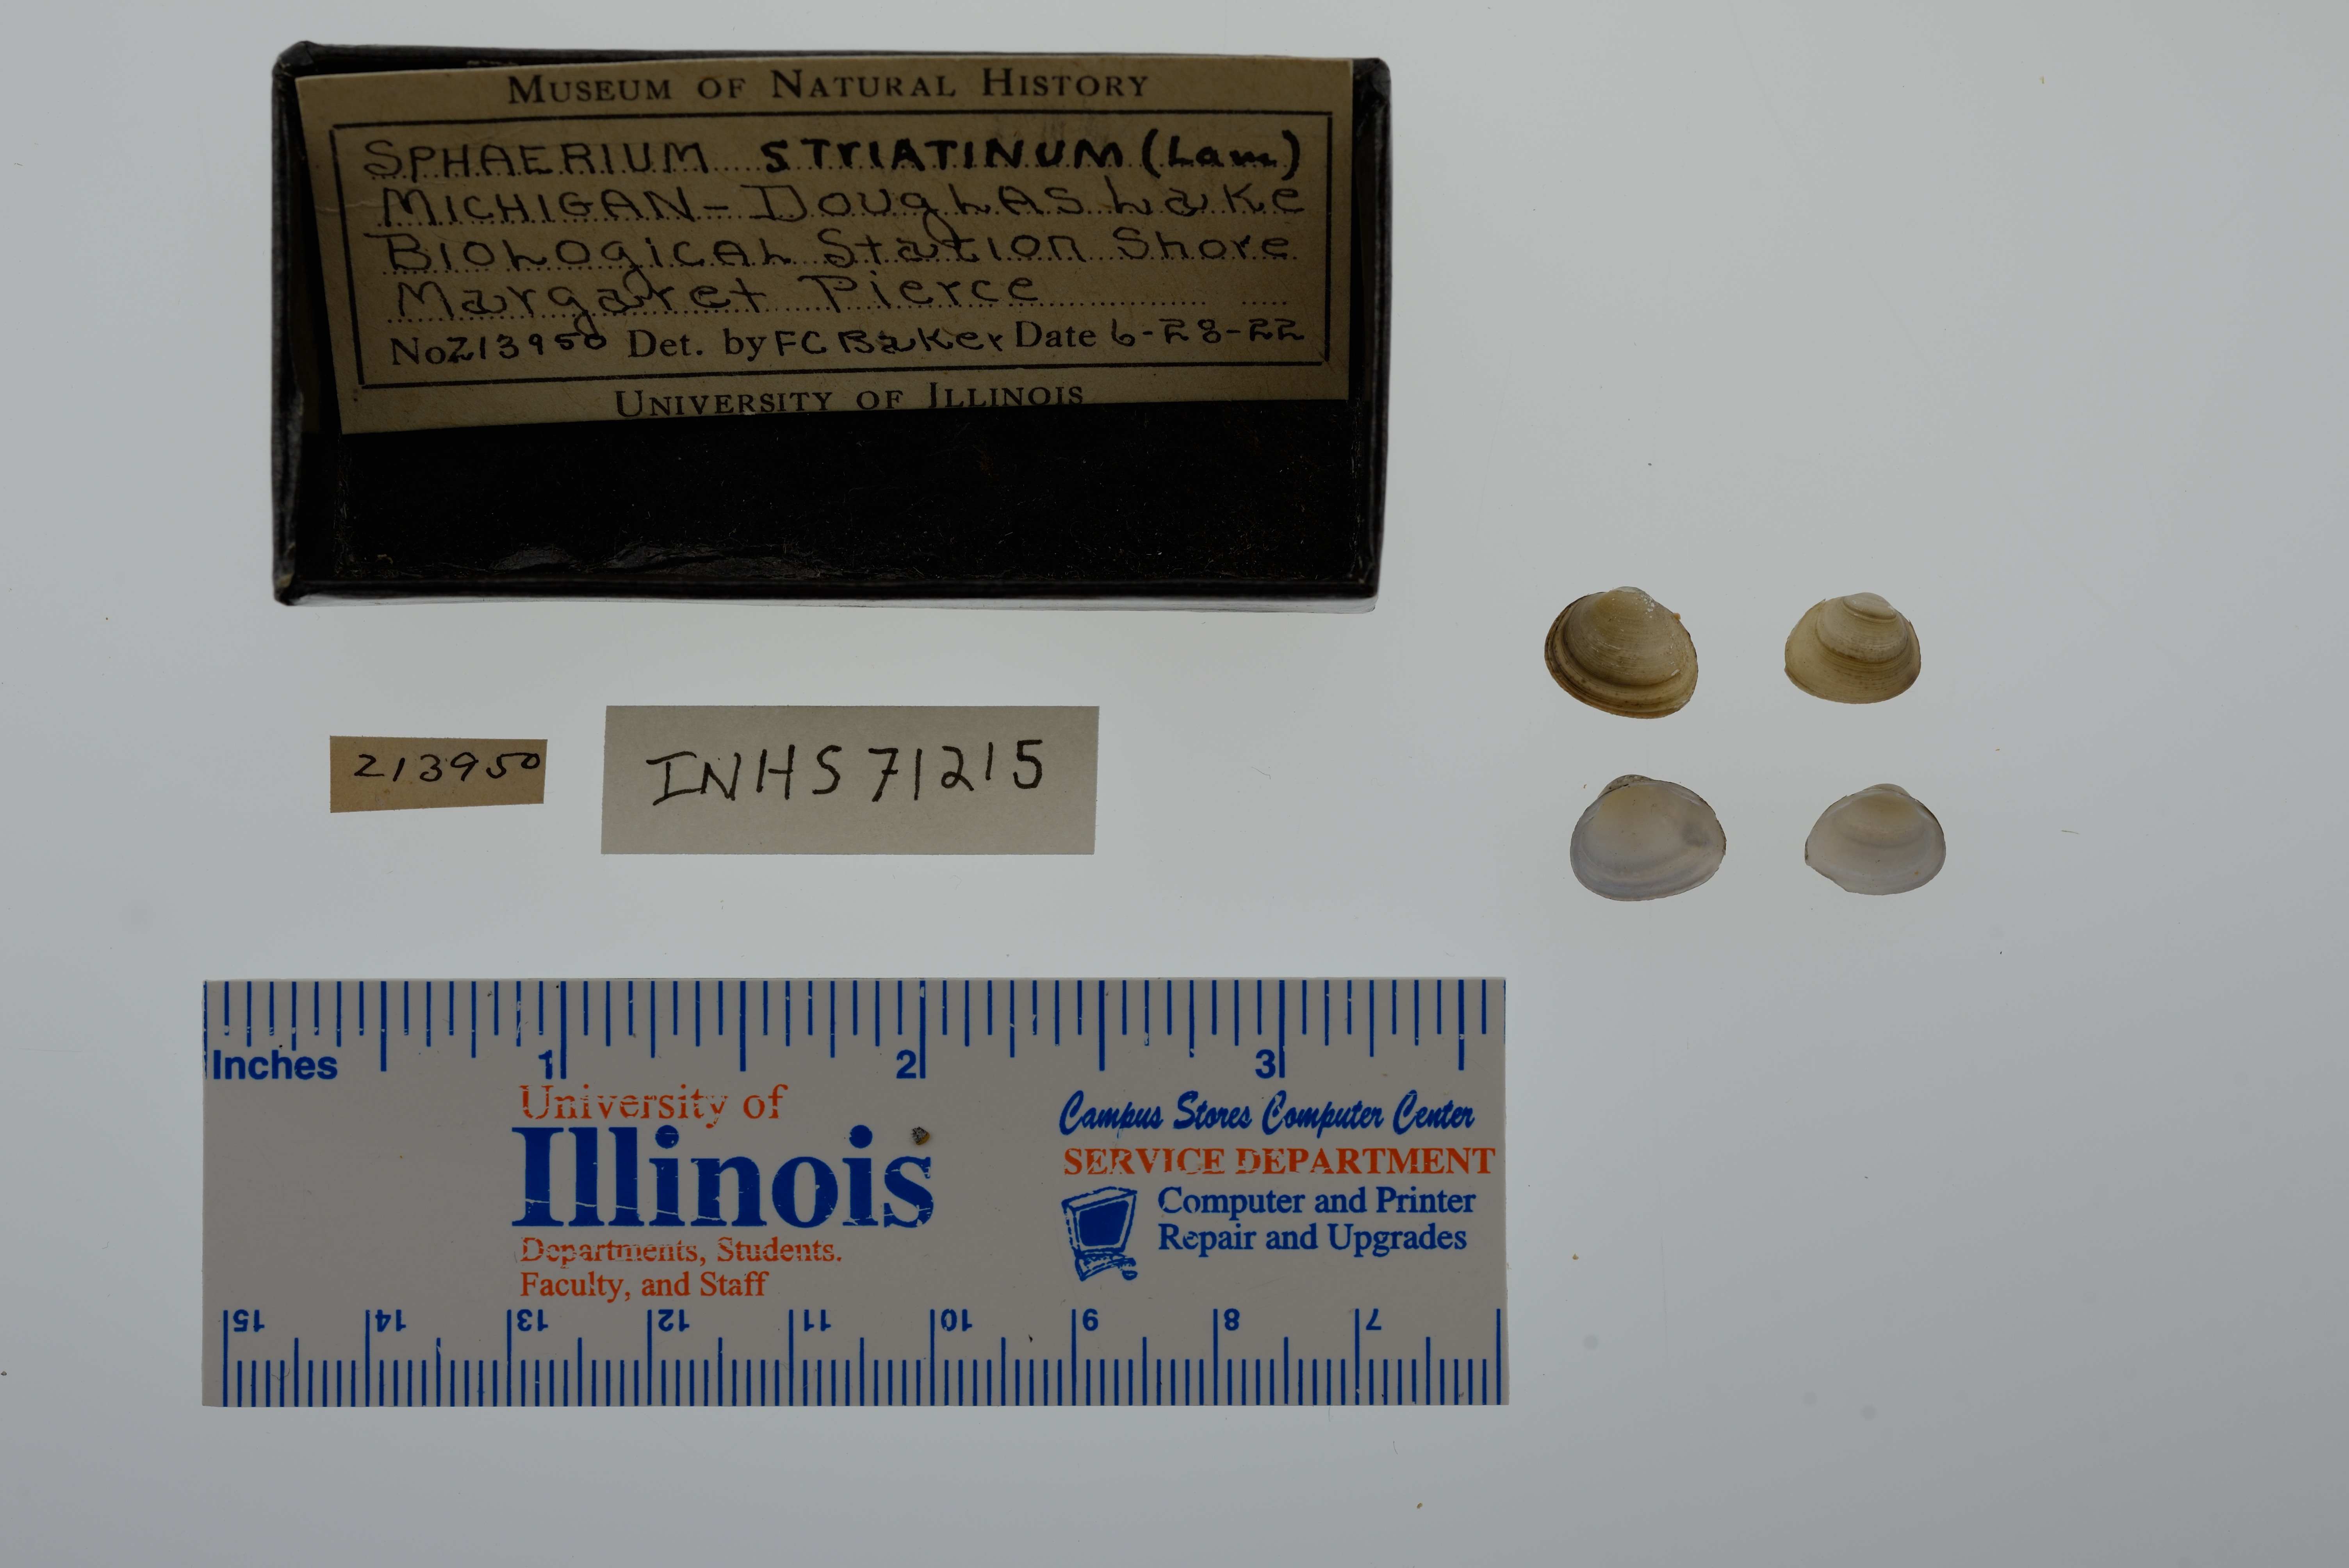 MUSEUM OF NATURAL HISTORY
SPHAERIUM STRIATINUM (Lam)
MICHIGAN - Douglas Lake
Biological Station Shore
Margaret Pierce
No. 213950 Det. by FC Baker Date 6-28-22
UNIVERSITY OF ILLINOIS
213950
INHS 71215
Inches 1 2 3
University of
Illinois
Departments, Students.
Faculty, and Staff
Campus Stores Computer Center
SERVICE DEPARTMENT
Computer and Printer
Repair and Upgrades
15 14 13 12 11 10 9 8 7